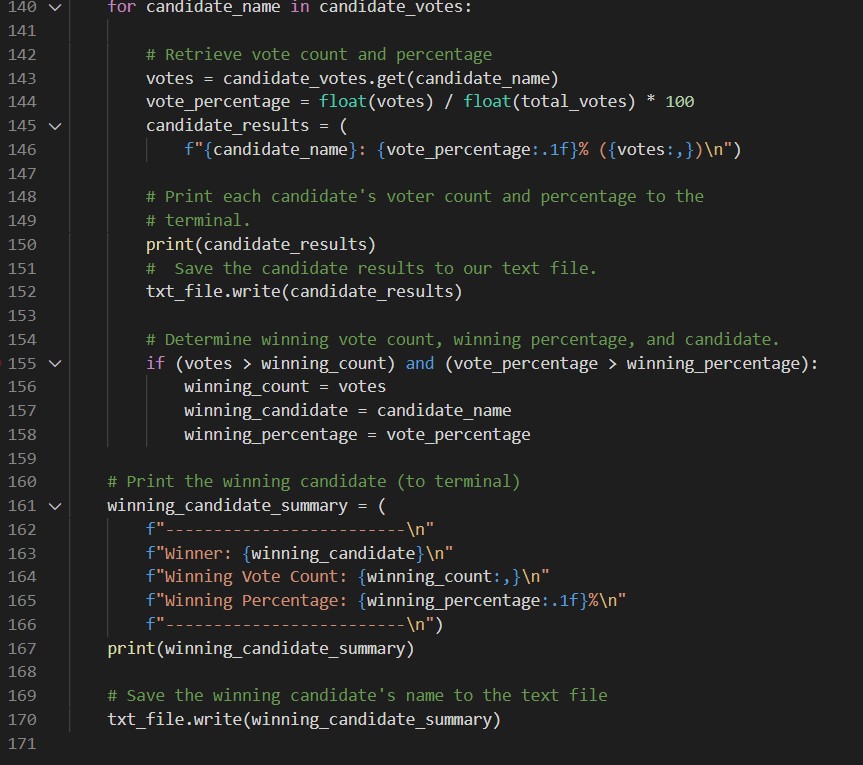 140 for candidate_name in candidate_votes:
141
142 # Retrieve vote count and percentage
143 votes = candidate_votes.get(candidate_name)
144 vote_percentage = float(votes) / float(total_votes) * 100
145 candidate_results = (
146 f"{candidate_name}: {vote_percentage:.1f}% ({votes:,})\n")
147
148 # Print each candidate's voter count and percentage to the
149 # terminal.
150 print(candidate_results)
151 #  Save the candidate results to our text file.
152 txt_file.write(candidate_results)
153
154 # Determine winning vote count, winning percentage, and candidate.
155 if (votes > winning_count) and (vote_percentage > winning_percentage):
156 winning_count = votes
157 winning_candidate = candidate_name
158 winning_percentage = vote_percentage
159
160 # Print the winning candidate (to terminal)
161 winning_candidate_summary = (
162 f"-------------------------\n"
163 f"Winner: {winning_candidate}\n"
164 f"Winning Vote Count: {winning_count:,}\n"
165 f"Winning Percentage: {winning_percentage:.1f}%\n"
166 f"-------------------------\n")
167 print(winning_candidate_summary)
168
169 # Save the winning candidate's name to the text file
170 txt_file.write(winning_candidate_summary)
171